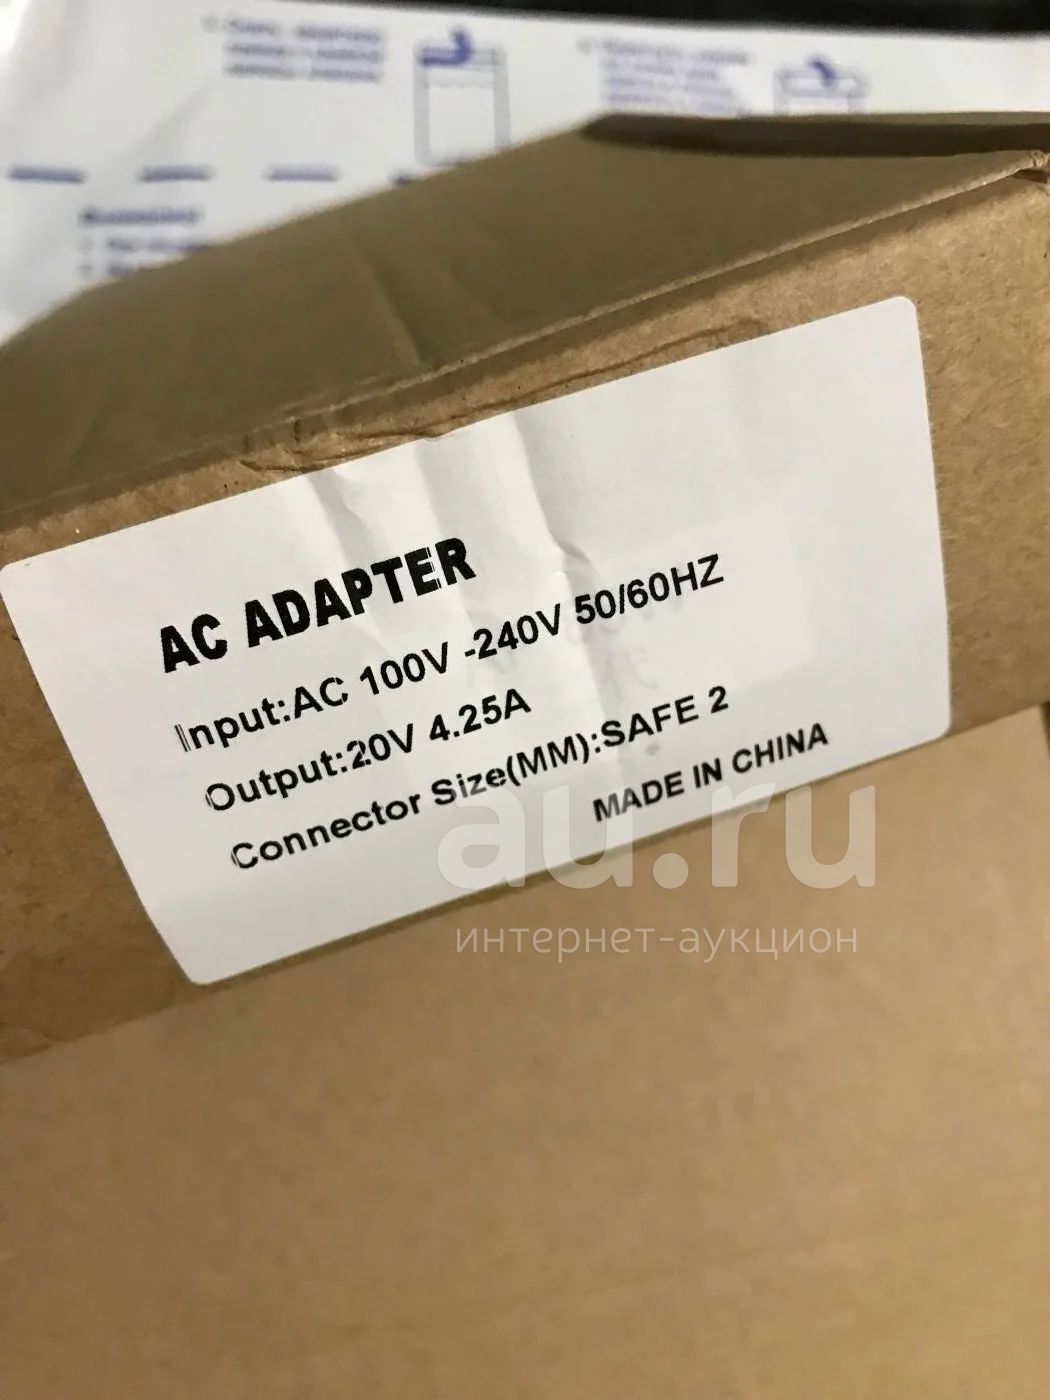 AC ADAPTER
Input:AC 100V -240V 50/60HZ
Output:20V 4.25A
Connector Size(MM):SAFE 2
MADE IN CHINA
au.ru
интернет-аукцион